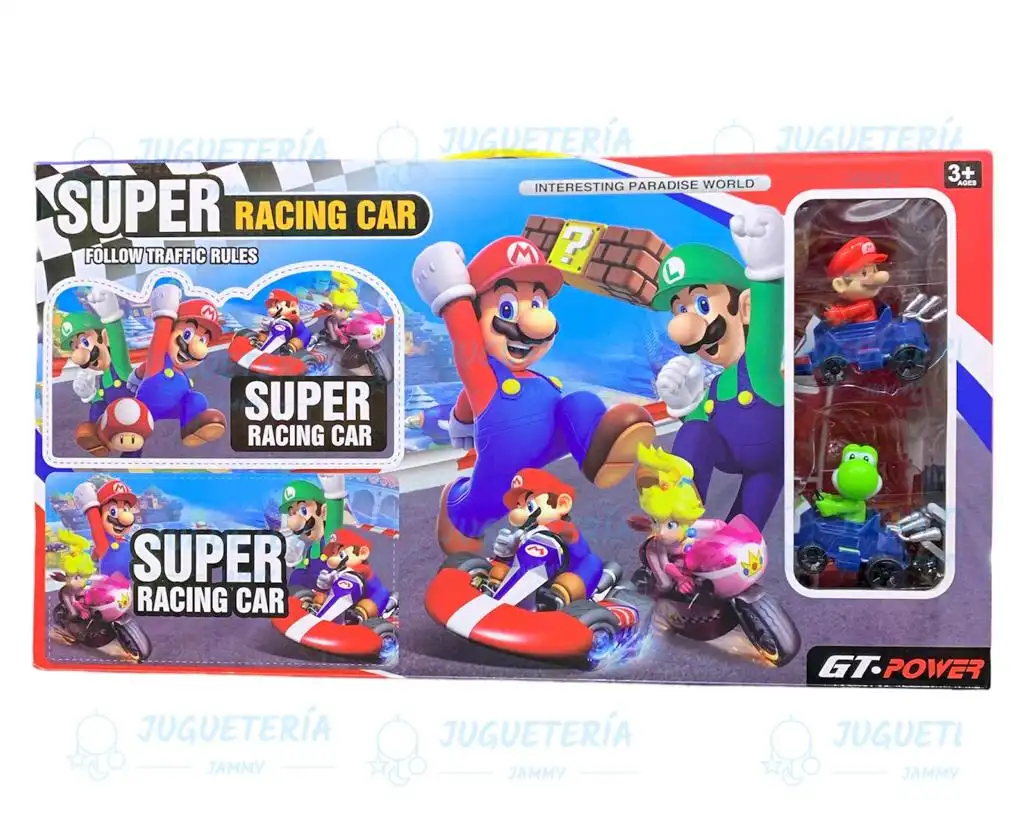 JUGUETERÍA
JUGUETERÍA
JUGUETERÍA
SUPER RACING CAR
FOLLOW TRAFFIC RULES
INTERESTING PARADISE WORLD
3+
AGES
M
L
?
SUPER
RACING CAR
SUPER
RACING CAR
GT·POWER
JUGUETERÍA
JAMMY
JUGUETERÍA
JAMMY
JUGUETI
JAMMY